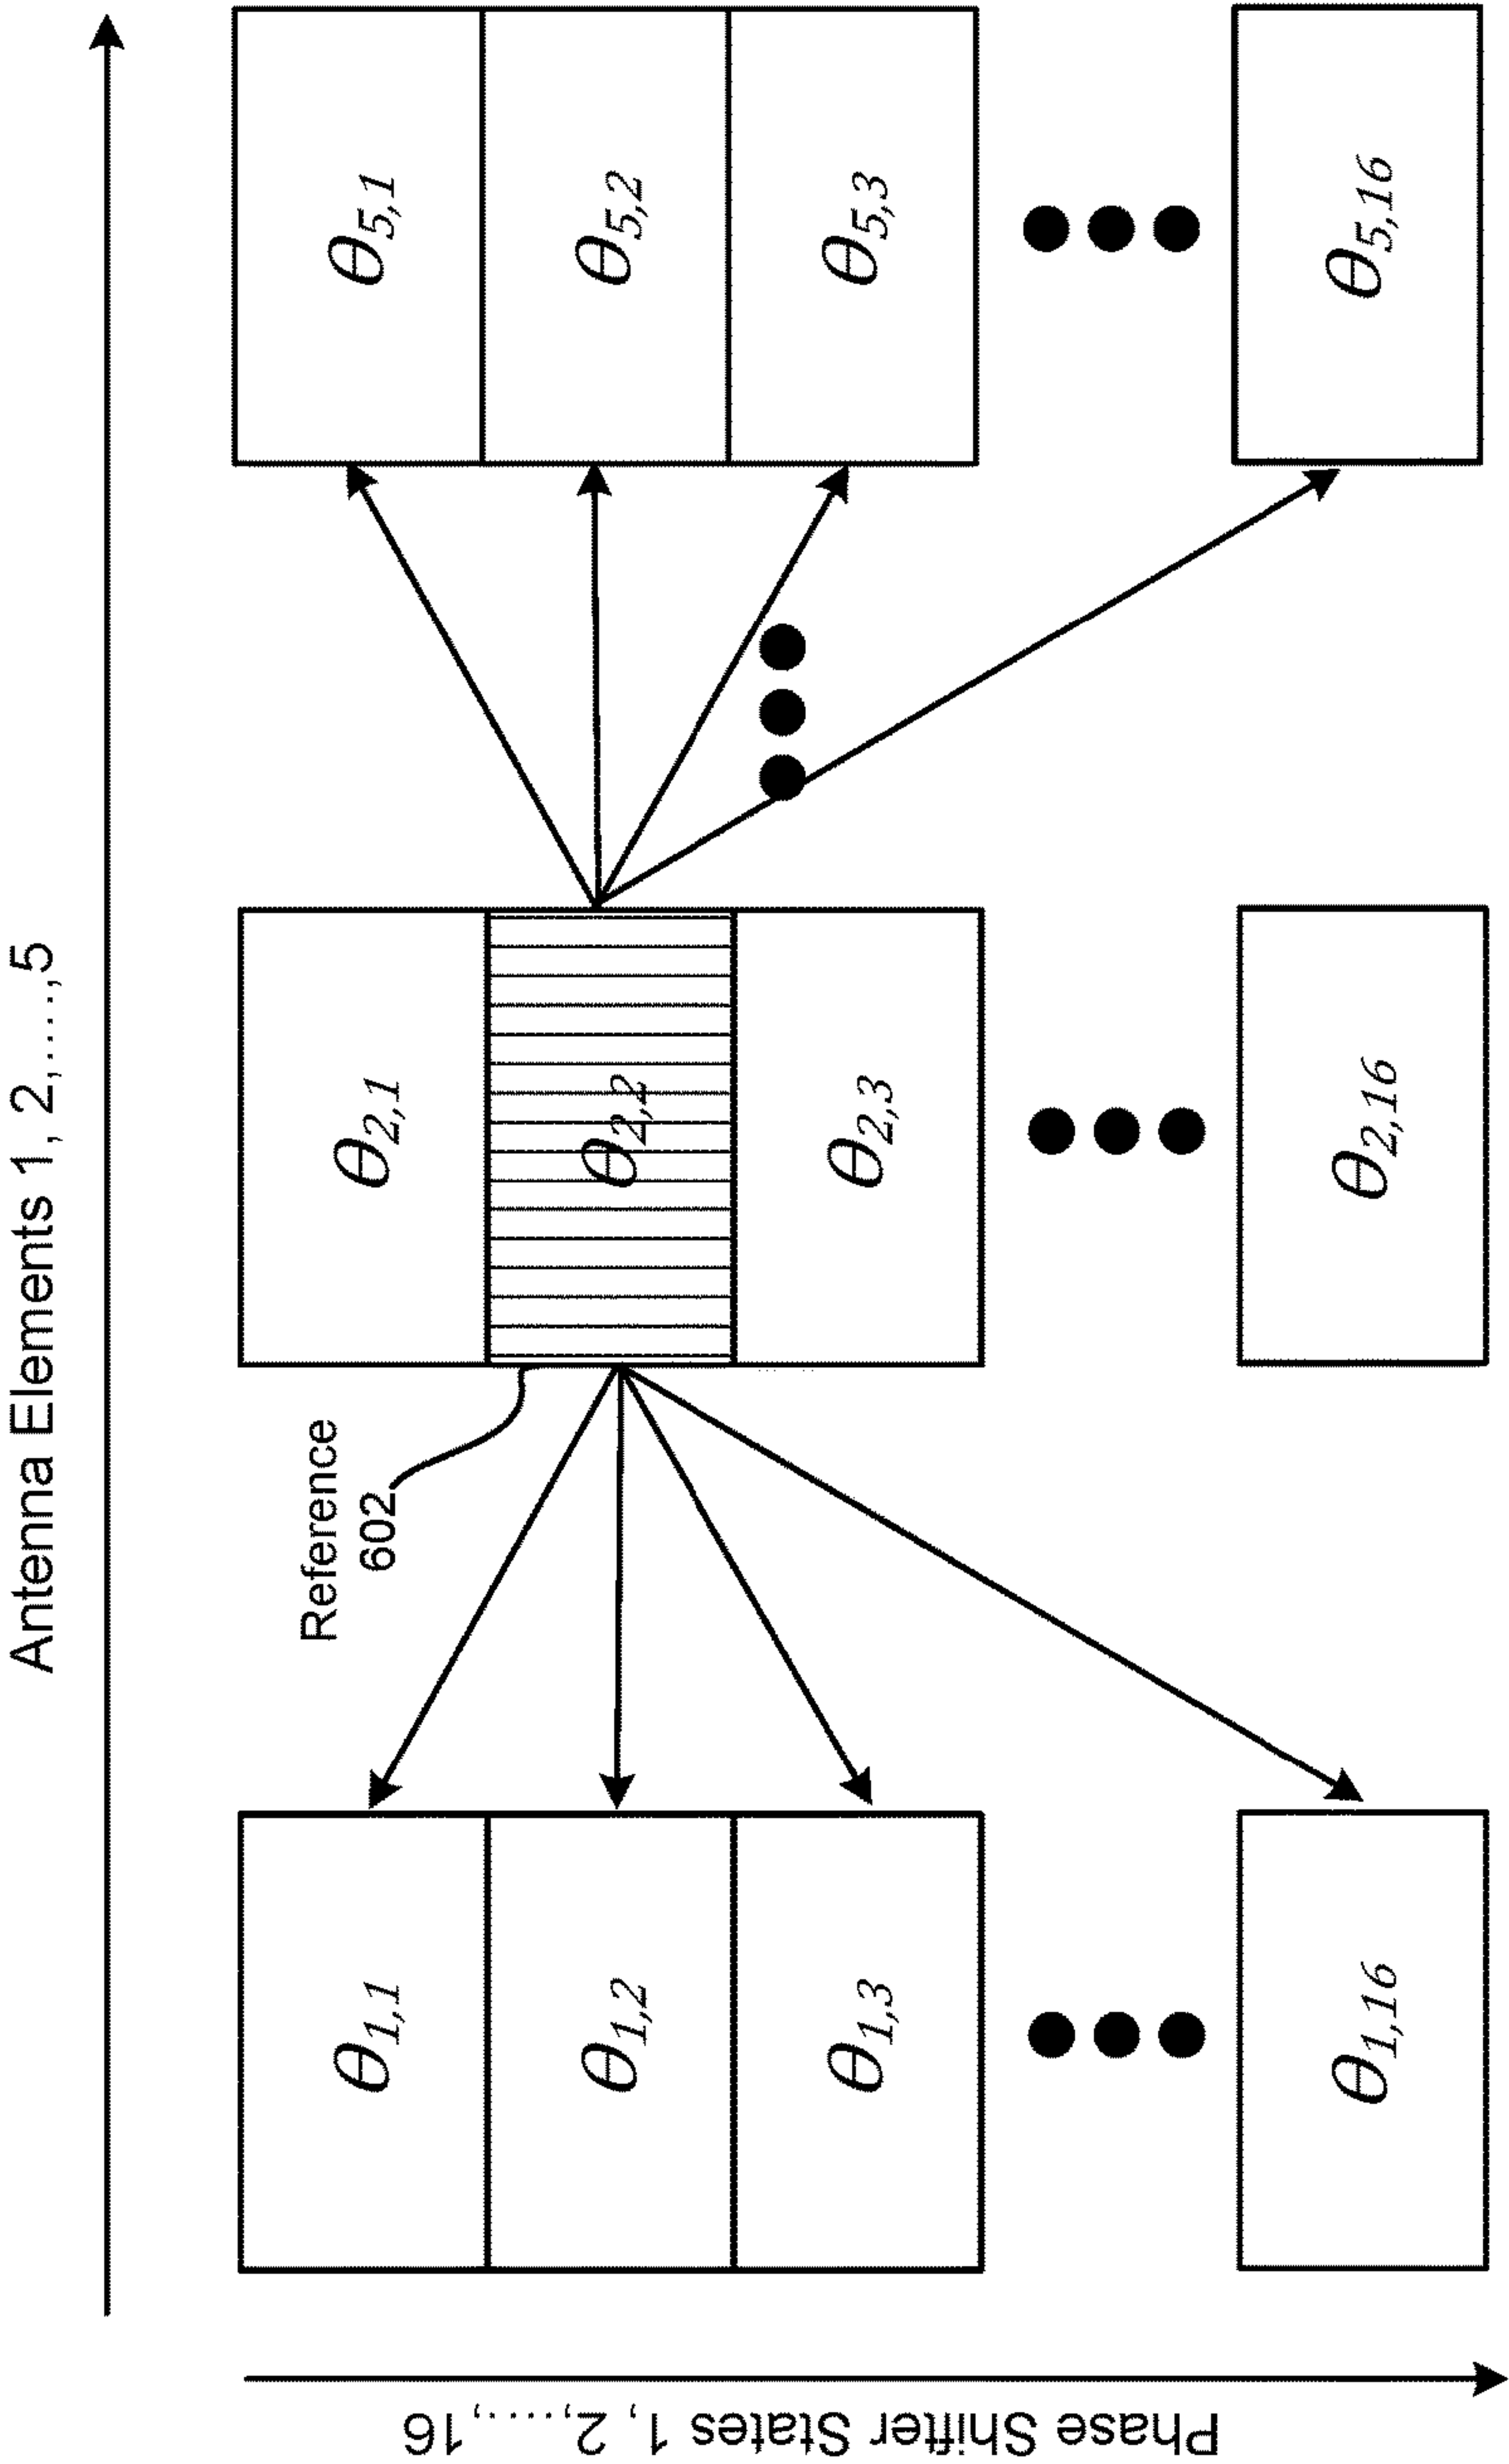 Antenna Elements 1, 2,....,5
Phase Shifter States 1, 2,...,16
Reference
602
θ1,1
θ2,1
θ5,1
θ1,2
θ2,2
θ5,2
θ1,3
θ2,3
θ5,3
θ1,16
θ2,16
θ5,16